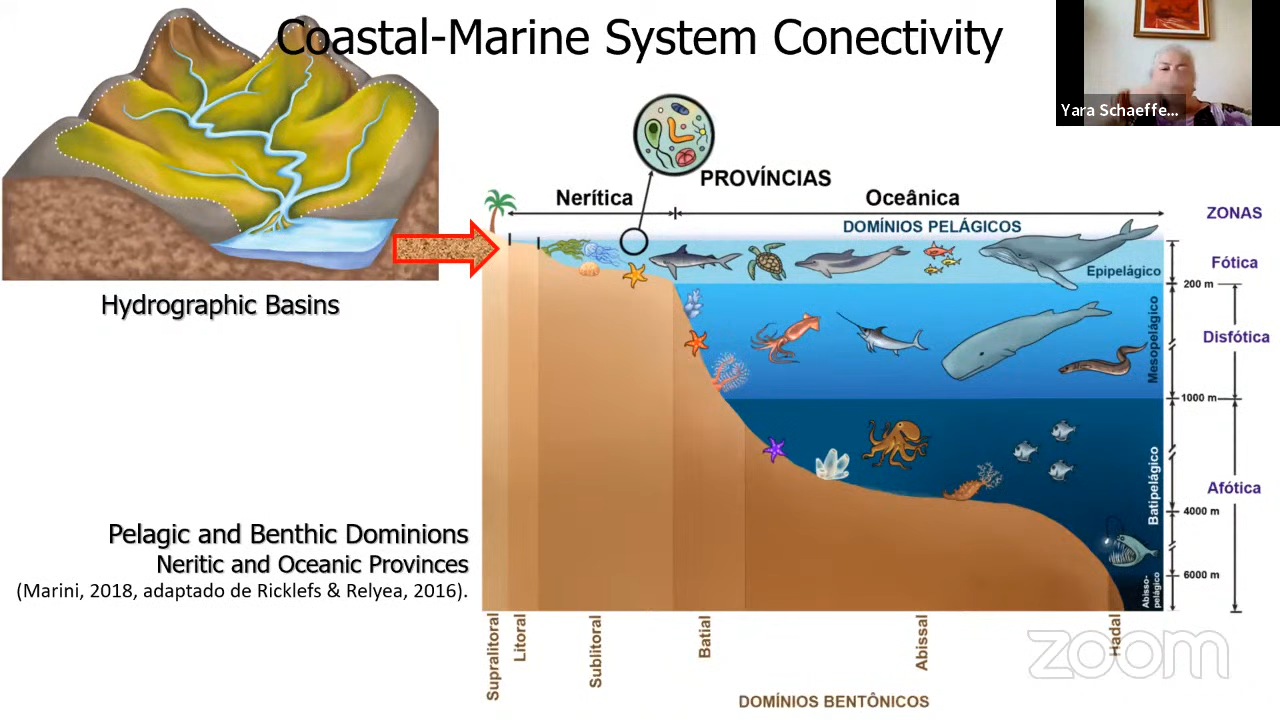 Coastal-Marine System Conectivity
Yara Schaeffe...
PROVÍNCIAS
Nerítica
Oceânica
ZONAS
DOMÍNIOS PELÁGICOS
Epipelágico
Fótica
200 m
Hydrographic Basins
Mesopelágico
Disfótica
1000 m
Batipelágico
Afótica
4000 m
Pelagic and Benthic Dominions
Neritic and Oceanic Provinces
(Marini, 2018, adaptado de Ricklefs & Relyea, 2016).
6000 m
Abisso-
pelágico
Supralitoral
Litoral
Sublitoral
Batial
Abissal
Hadal
zoom
DOMÍNIOS BENTÔNICOS